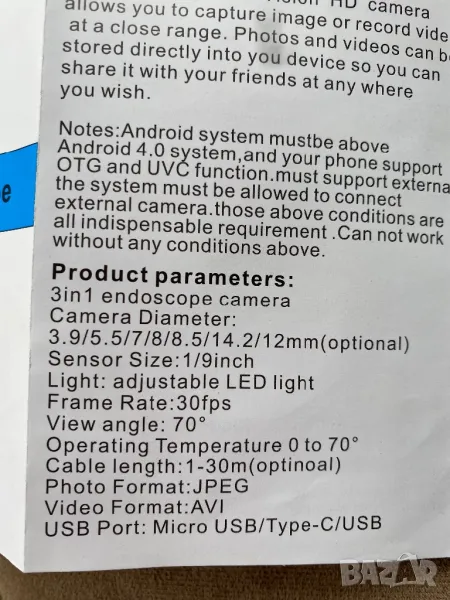 allows you to capture image or record vide
at a close range. Photos and videos can be
stored directly into you device so you can
share it with your friends at any where
you wish.
Notes:Android system mustbe above
Android 4.0 system,and your phone support
OTG and UVC function.must support externa
the system must be allowed to connect
external camera.those above conditions are
all indispensable requirement .Can not work
without any conditions above.
Product parameters:
3in1 endoscope camera
Camera Diameter:
3.9/5.5/7/8/8.5/14.2/12mm(optional)
Sensor Size:1/9inch
Light: adjustable LED light
Frame Rate:30fps
View angle: 70°
Operating Temperature 0 to 70°
Cable length:1-30m(optinoal)
Photo Format:JPEG
Video Format:AVI
USB Port: Micro USB/Type-C/USB
BAZAR